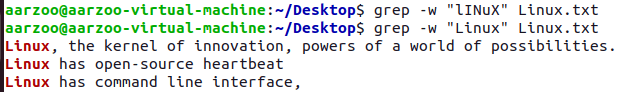 aarzoo@aarzoo-virtual-machine:~/Desktop$ grep -w "lINuX" Linux.txt
aarzoo@aarzoo-virtual-machine:~/Desktop$ grep -w "Linux" Linux.txt
Linux, the kernel of innovation, powers of a world of possibilities.
Linux has open-source heartbeat
Linux has command line interface,